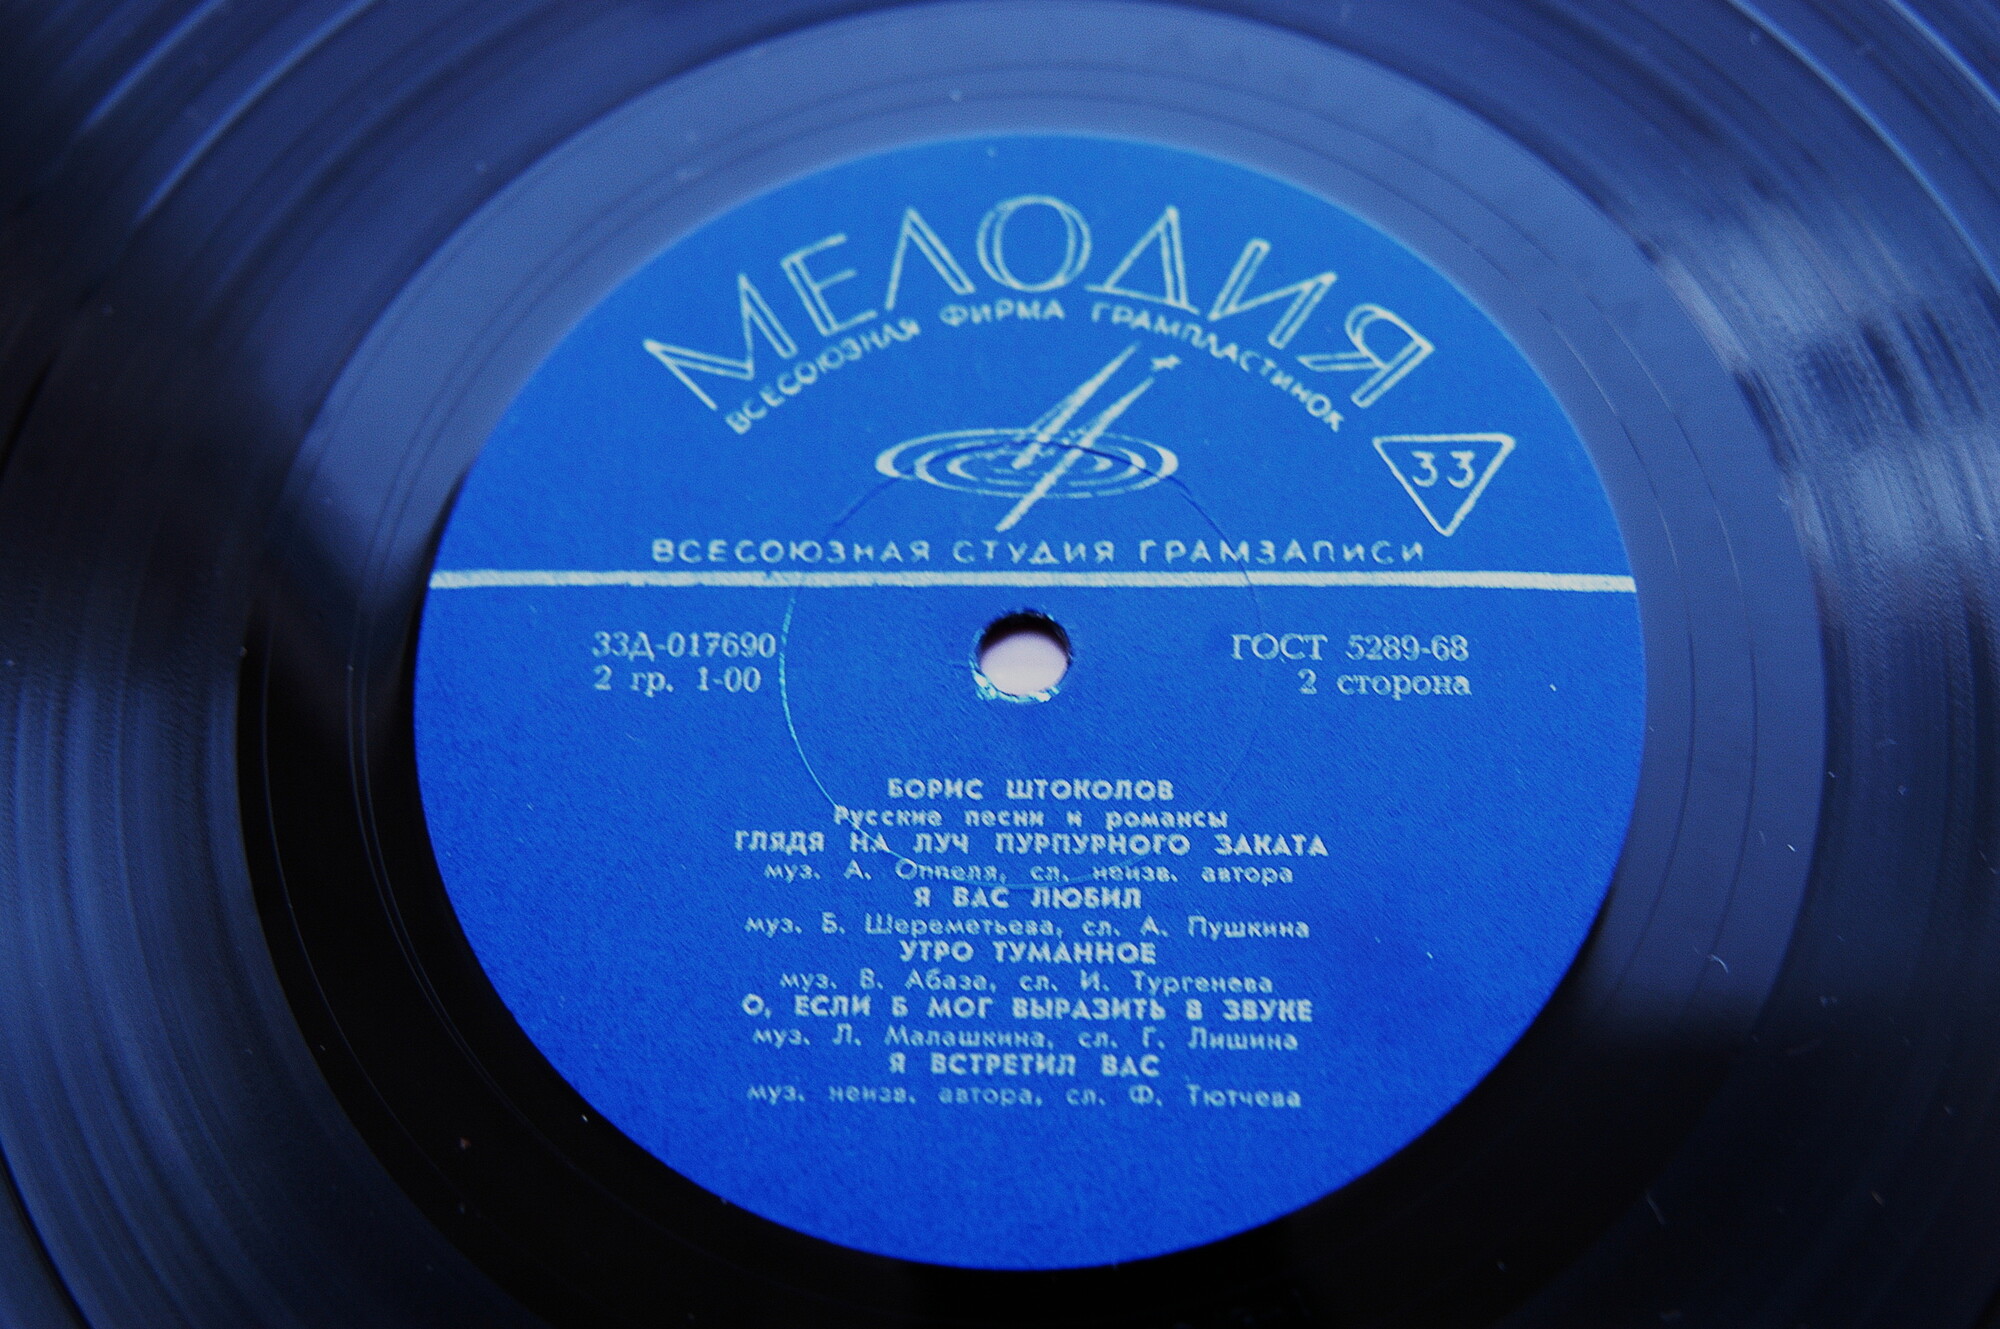 МЕЛОДИЯ
ВСЕСОЮЗНАЯ ФИРМА ГРАМПЛАСТИНОК
33
ВСЕСОЮЗНАЯ СТУДИЯ ГРАМЗАПИСИ
33Д-017690
2 гр. 1-00
ГОСТ 5289-68
2 сторона
БОРИС ШТОКОЛОВ
Русские песни и романсы
ГЛЯДЯ НА ЛУЧ ПУРПУРНОГО ЗАКАТА
муз. А. Оппеля, сл. неизв. автора
Я ВАС ЛЮБИЛ
муз. Б. Шереметьева, сл. А. Пушкина
УТРО ТУМАННОЕ
муз. В. Абаза, сл. И. Тургенева
О, ЕСЛИ Б МОГ ВЫРАЗИТЬ В ЗВУКЕ
муз. Л. Малашкина, сл. Г. Лишина
Я ВСТРЕТИЛ ВАС
муз. неизв. автора, сл. Ф. Тютчева